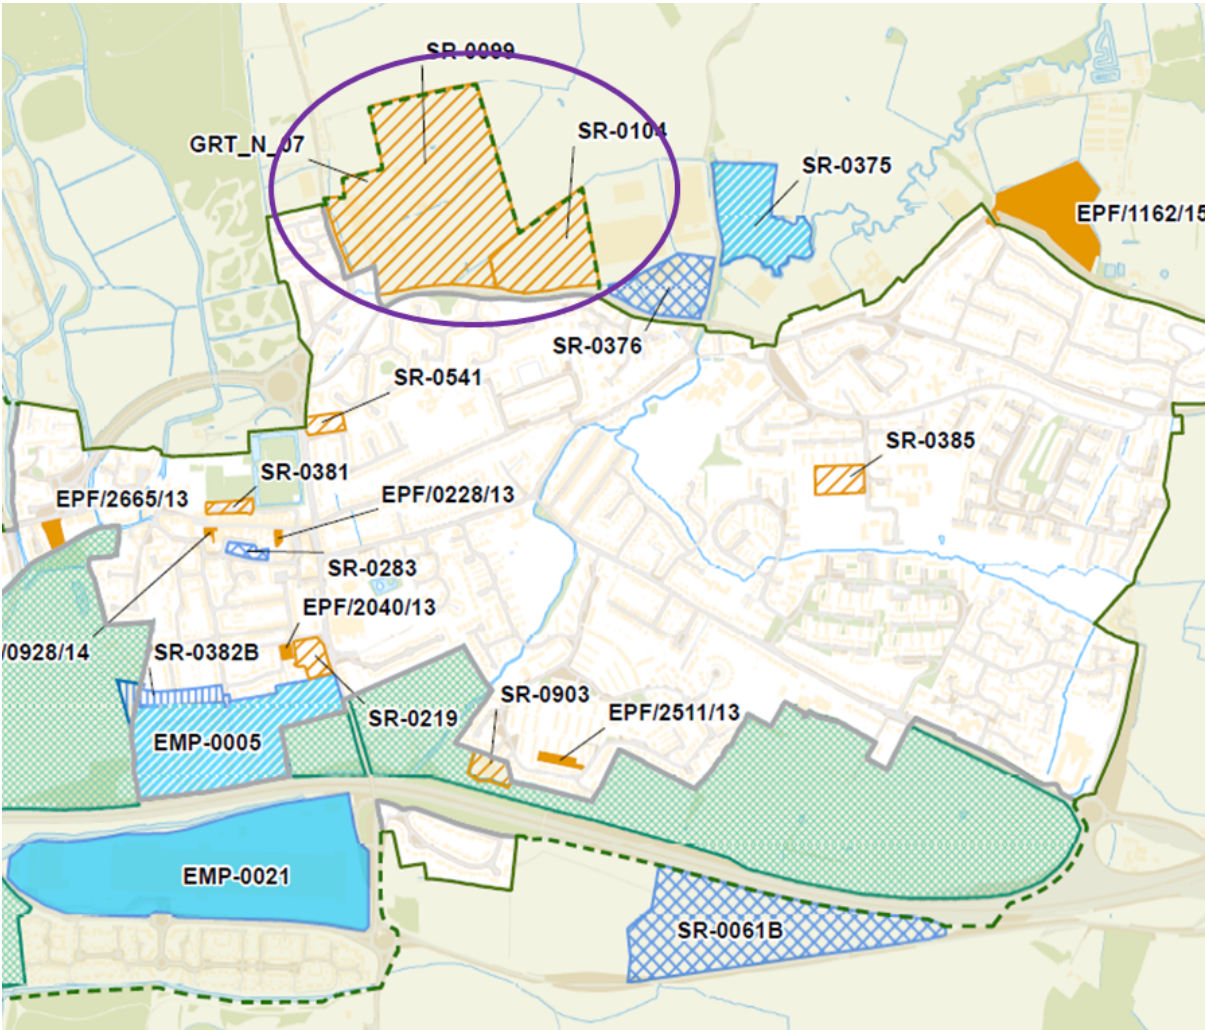 SR-0099
SR-0104
GRT_N_07
SR-0375
EPF/1162/15
SR-0376
SR-0541
SR-0385
SR-0381
EPF/2665/13
EPF/0228/13
SR-0283
EPF/2040/13
/0928/14
SR-0382B
SR-0903
SR-0219
EPF/2511/13
EMP-0005
EMP-0021
SR-0061B